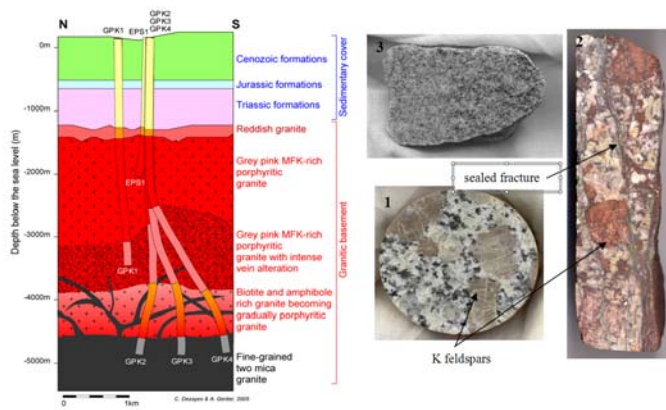 N
S
GPK2
GPK3
GPK4
GPK1
EPS1
0m
-1000m
-2000m
-3000m
-4000m
-5000m
Depth below the sea level (m)
Cenozoic formations
Jurassic formations
Triassic formations
Sedimentary cover
Reddish granite
Grey pink MFK-rich
porphyritic
granite
EPS1
Grey pink MFK-rich
porphyritic
granite with intense
vein alteration
GPK1
Granitic basement
Biotite and amphibole
rich granite becoming
gradually porphyritic
granite
GPK2
GPK3
GPK4
Fine-grained
two mica
granite
0
1km
C. Dezayes & A. Genter, 2005
3
2
sealed fracture
1
K feldspars